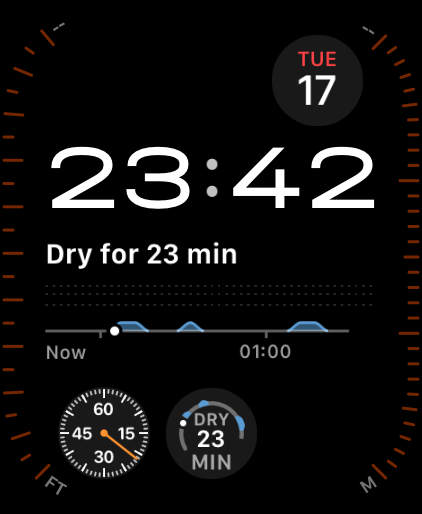 --
--
TUE
17
23:42
Dry for 23 min
Now
01:00
60
45
15
30
DRY
23
MIN
FT
M